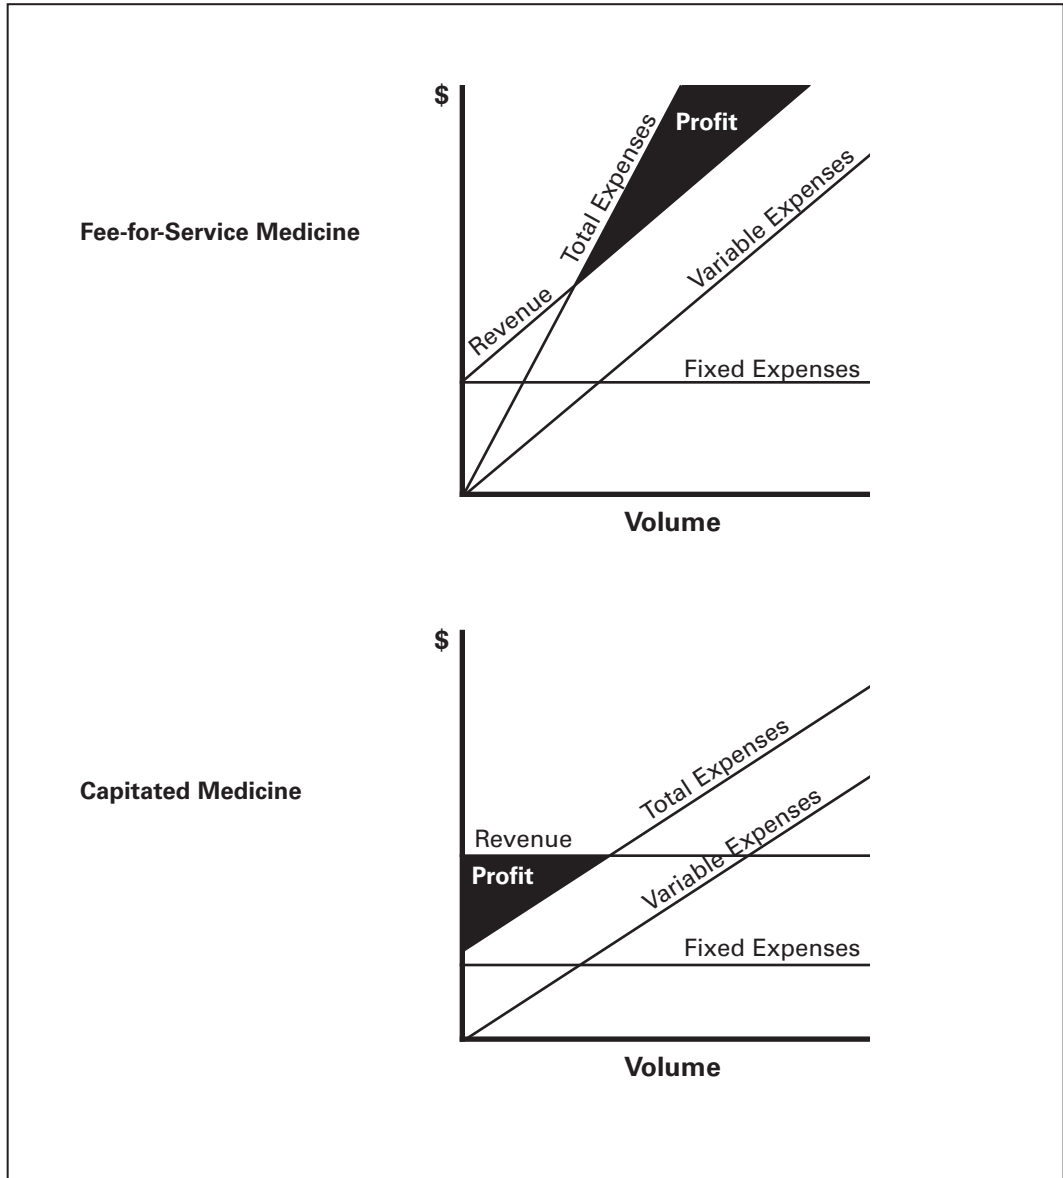 $
Profit
Total Expenses
Variable Expenses
Fee-for-Service Medicine
Revenue
Fixed Expenses
Volume
$
Total Expenses
Capitated Medicine
Variable Expenses
Revenue
Profit
Fixed Expenses
Volume